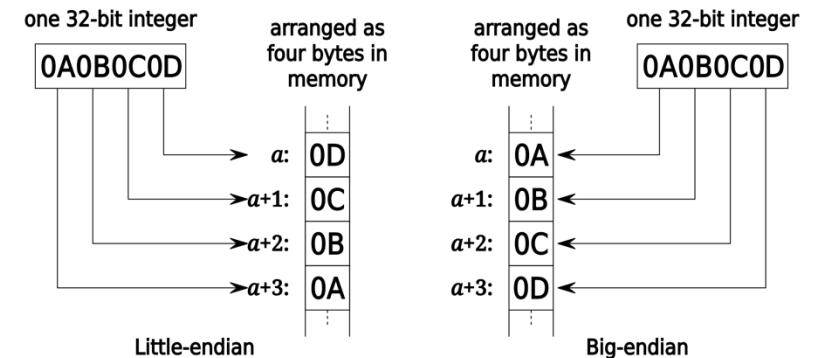 one 32-bit integer
0A0B0C0D
arranged as
four bytes in
memory
a: 0D
a+1: 0C
a+2: 0B
a+3: 0A
Little-endian
arranged as
four bytes in
memory
one 32-bit integer
0A0B0C0D
a: 0A
a+1: 0B
a+2: 0C
a+3: 0D
Big-endian